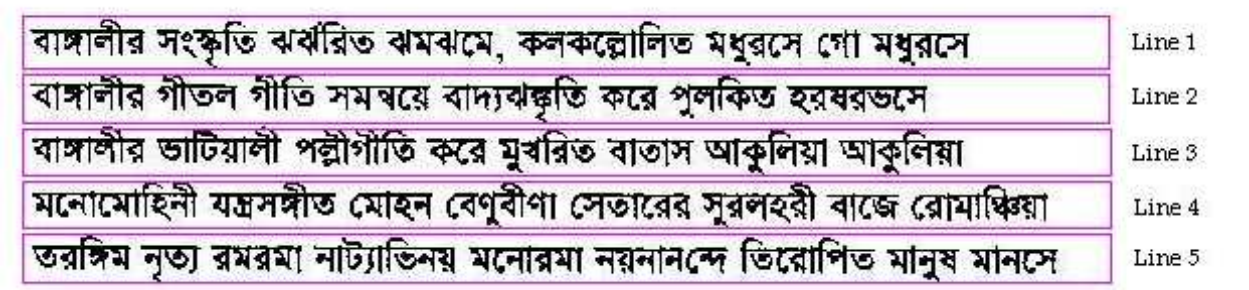 বাঙ্গালীর সংস্কৃতি ঝর্ঝরিত ঝমঝমে, কলকল্লোলিত মধুরসে গো মধুরসে Line 1
বাঙ্গালীর গীতল গীতি সমন্বয়ে বাদ্যঝঙ্কৃতি করে পুলকিত হরষরভসে Line 2
বাঙ্গালীর ভাটিয়ালী পল্লীগীতি করে মুখরিত বাতাস আকুলিয়া আকুলিয়া Line 3
মনোমোহিনী যন্ত্রসঙ্গীত মোহন বেণুবীণা সেতারের সুরলহরী বাজে রোমাঞ্চিয়া Line 4
তরঙ্গিম নৃত্য রমরমা নাট্যাভিনয় মনোরমা নয়নানন্দে তিরোপিত মানুষ মানসে Line 5